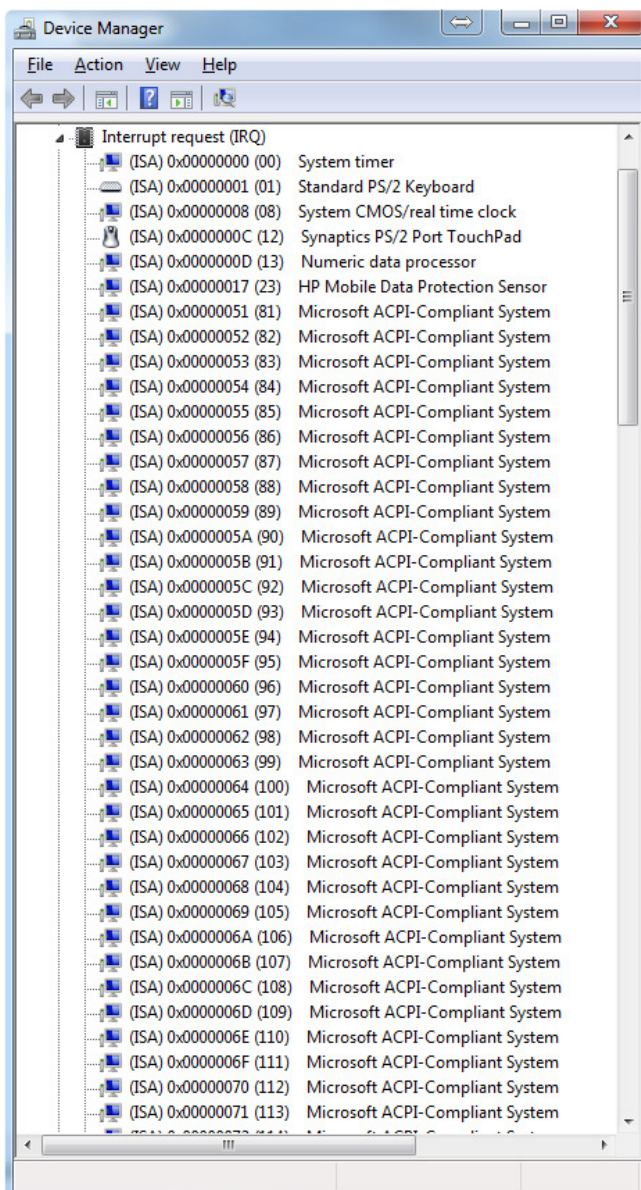 Device Manager
File Action View Help
Interrupt request (IRQ)
(ISA) 0x00000000 (00) System timer
(ISA) 0x00000001 (01) Standard PS/2 Keyboard
(ISA) 0x00000008 (08) System CMOS/real time clock
(ISA) 0x0000000C (12) Synaptics PS/2 Port TouchPad
(ISA) 0x0000000D (13) Numeric data processor
(ISA) 0x00000017 (23) HP Mobile Data Protection Sensor
(ISA) 0x00000051 (81) Microsoft ACPI-Compliant System
(ISA) 0x00000052 (82) Microsoft ACPI-Compliant System
(ISA) 0x00000053 (83) Microsoft ACPI-Compliant System
(ISA) 0x00000054 (84) Microsoft ACPI-Compliant System
(ISA) 0x00000055 (85) Microsoft ACPI-Compliant System
(ISA) 0x00000056 (86) Microsoft ACPI-Compliant System
(ISA) 0x00000057 (87) Microsoft ACPI-Compliant System
(ISA) 0x00000058 (88) Microsoft ACPI-Compliant System
(ISA) 0x00000059 (89) Microsoft ACPI-Compliant System
(ISA) 0x0000005A (90) Microsoft ACPI-Compliant System
(ISA) 0x0000005B (91) Microsoft ACPI-Compliant System
(ISA) 0x0000005C (92) Microsoft ACPI-Compliant System
(ISA) 0x0000005D (93) Microsoft ACPI-Compliant System
(ISA) 0x0000005E (94) Microsoft ACPI-Compliant System
(ISA) 0x0000005F (95) Microsoft ACPI-Compliant System
(ISA) 0x00000060 (96) Microsoft ACPI-Compliant System
(ISA) 0x00000061 (97) Microsoft ACPI-Compliant System
(ISA) 0x00000062 (98) Microsoft ACPI-Compliant System
(ISA) 0x00000063 (99) Microsoft ACPI-Compliant System
(ISA) 0x00000064 (100) Microsoft ACPI-Compliant System
(ISA) 0x00000065 (101) Microsoft ACPI-Compliant System
(ISA) 0x00000066 (102) Microsoft ACPI-Compliant System
(ISA) 0x00000067 (103) Microsoft ACPI-Compliant System
(ISA) 0x00000068 (104) Microsoft ACPI-Compliant System
(ISA) 0x00000069 (105) Microsoft ACPI-Compliant System
(ISA) 0x0000006A (106) Microsoft ACPI-Compliant System
(ISA) 0x0000006B (107) Microsoft ACPI-Compliant System
(ISA) 0x0000006C (108) Microsoft ACPI-Compliant System
(ISA) 0x0000006D (109) Microsoft ACPI-Compliant System
(ISA) 0x0000006E (110) Microsoft ACPI-Compliant System
(ISA) 0x0000006F (111) Microsoft ACPI-Compliant System
(ISA) 0x00000070 (112) Microsoft ACPI-Compliant System
(ISA) 0x00000071 (113) Microsoft ACPI-Compliant System